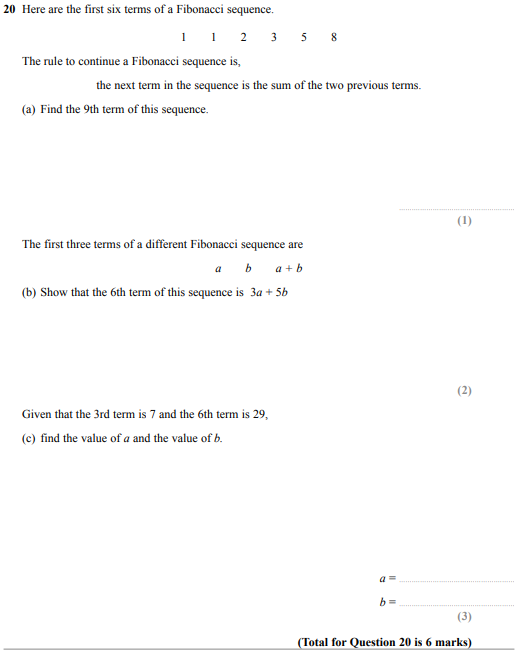 20 Here are the first six terms of a Fibonacci sequence.
1 1 2 3 5 8
The rule to continue a Fibonacci sequence is,
the next term in the sequence is the sum of the two previous terms.
(a) Find the 9th term of this sequence.
(1)
The first three terms of a different Fibonacci sequence are
a b a + b
(b) Show that the 6th term of this sequence is 3a + 5b
(2)
Given that the 3rd term is 7 and the 6th term is 29,
(c) find the value of a and the value of b.
a =
b =
(3)
(Total for Question 20 is 6 marks)